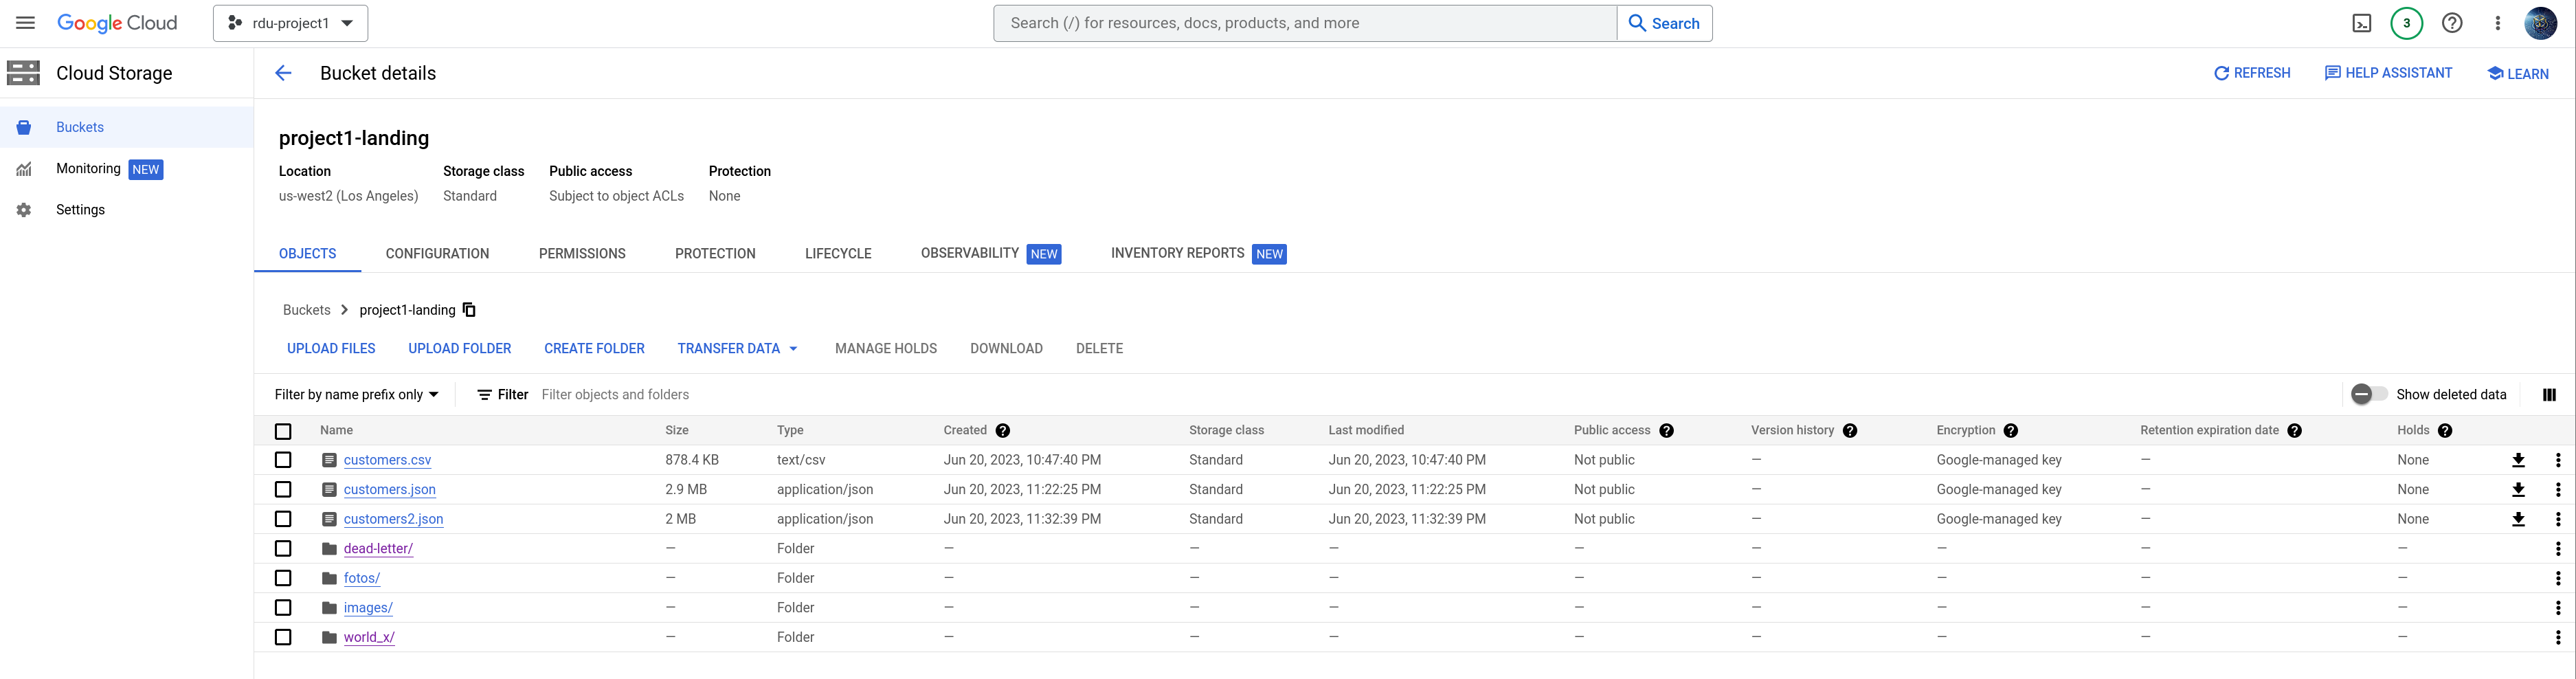 Google Cloud rdu-project1 Search (/) for resources, docs, products, and more Search 3
Cloud Storage Bucket details REFRESH HELP ASSISTANT LEARN
Buckets
Monitoring NEW
Settings
project1-landing
Location Storage class Public access Protection
us-west2 (Los Angeles) Standard Subject to object ACLs None
OBJECTS CONFIGURATION PERMISSIONS PROTECTION LIFECYCLE OBSERVABILITY NEW INVENTORY REPORTS NEW
Buckets > project1-landing
UPLOAD FILES UPLOAD FOLDER CREATE FOLDER TRANSFER DATA MANAGE HOLDS DOWNLOAD DELETE
Filter by name prefix only Filter Filter objects and folders Show deleted data
Name Size Type Created Storage class Last modified Public access Version history Encryption Retention expiration date Holds
customers.csv 878.4 KB text/csv Jun 20, 2023, 10:47:40 PM Standard Jun 20, 2023, 10:47:40 PM Not public — Google-managed key — None
customers.json 2.9 MB application/json Jun 20, 2023, 11:22:25 PM Standard Jun 20, 2023, 11:22:25 PM Not public — Google-managed key — None
customers2.json 2 MB application/json Jun 20, 2023, 11:32:39 PM Standard Jun 20, 2023, 11:32:39 PM Not public — Google-managed key — None
dead-letter/ — Folder — — — — — — — —
fotos/ — Folder — — — — — — — —
images/ — Folder — — — — — — — —
world_x/ — Folder — — — — — — — —